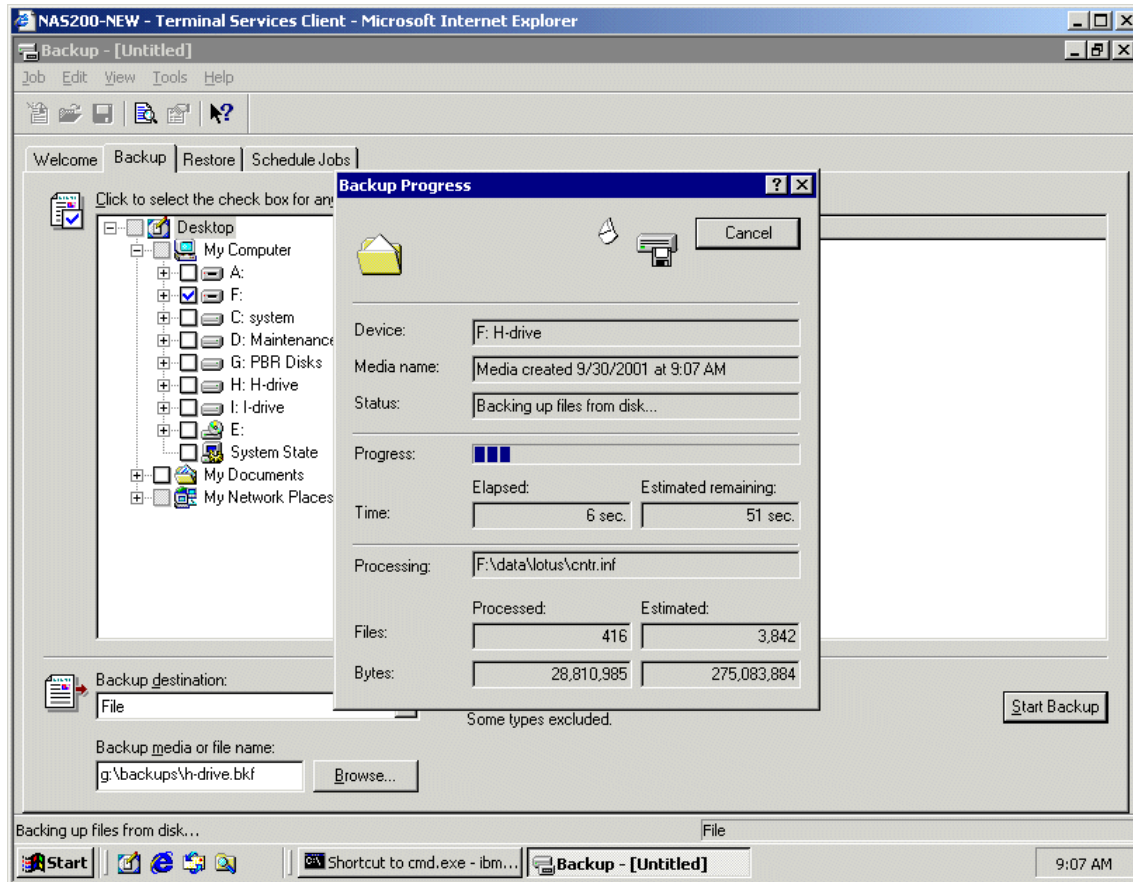 NAS200-NEW - Terminal Services Client - Microsoft Internet Explorer
Backup - [Untitled]
Job Edit View Tools Help
Welcome Backup Restore Schedule Jobs
Click to select the check box for any
Desktop
My Computer
A:
F:
C: system
D: Maintenance
G: PBR Disks
H: H-drive
I: I-drive
E:
System State
My Documents
My Network Places
Backup Progress
Cancel
Device: F: H-drive
Media name: Media created 9/30/2001 at 9:07 AM
Status: Backing up files from disk...
Progress:
Elapsed: Estimated remaining:
Time: 6 sec. 51 sec.
Processing: F:\data\lotus\cntr.inf
Processed: Estimated:
Files: 416 3,842
Bytes: 28,810,985 275,083,884
Backup destination:
File
Some types excluded.
Start Backup
Backup media or file name:
g:\backups\h-drive.bkf Browse...
Backing up files from disk... File
Start Shortcut to cmd.exe - ibm... Backup - [Untitled] 9:07 AM